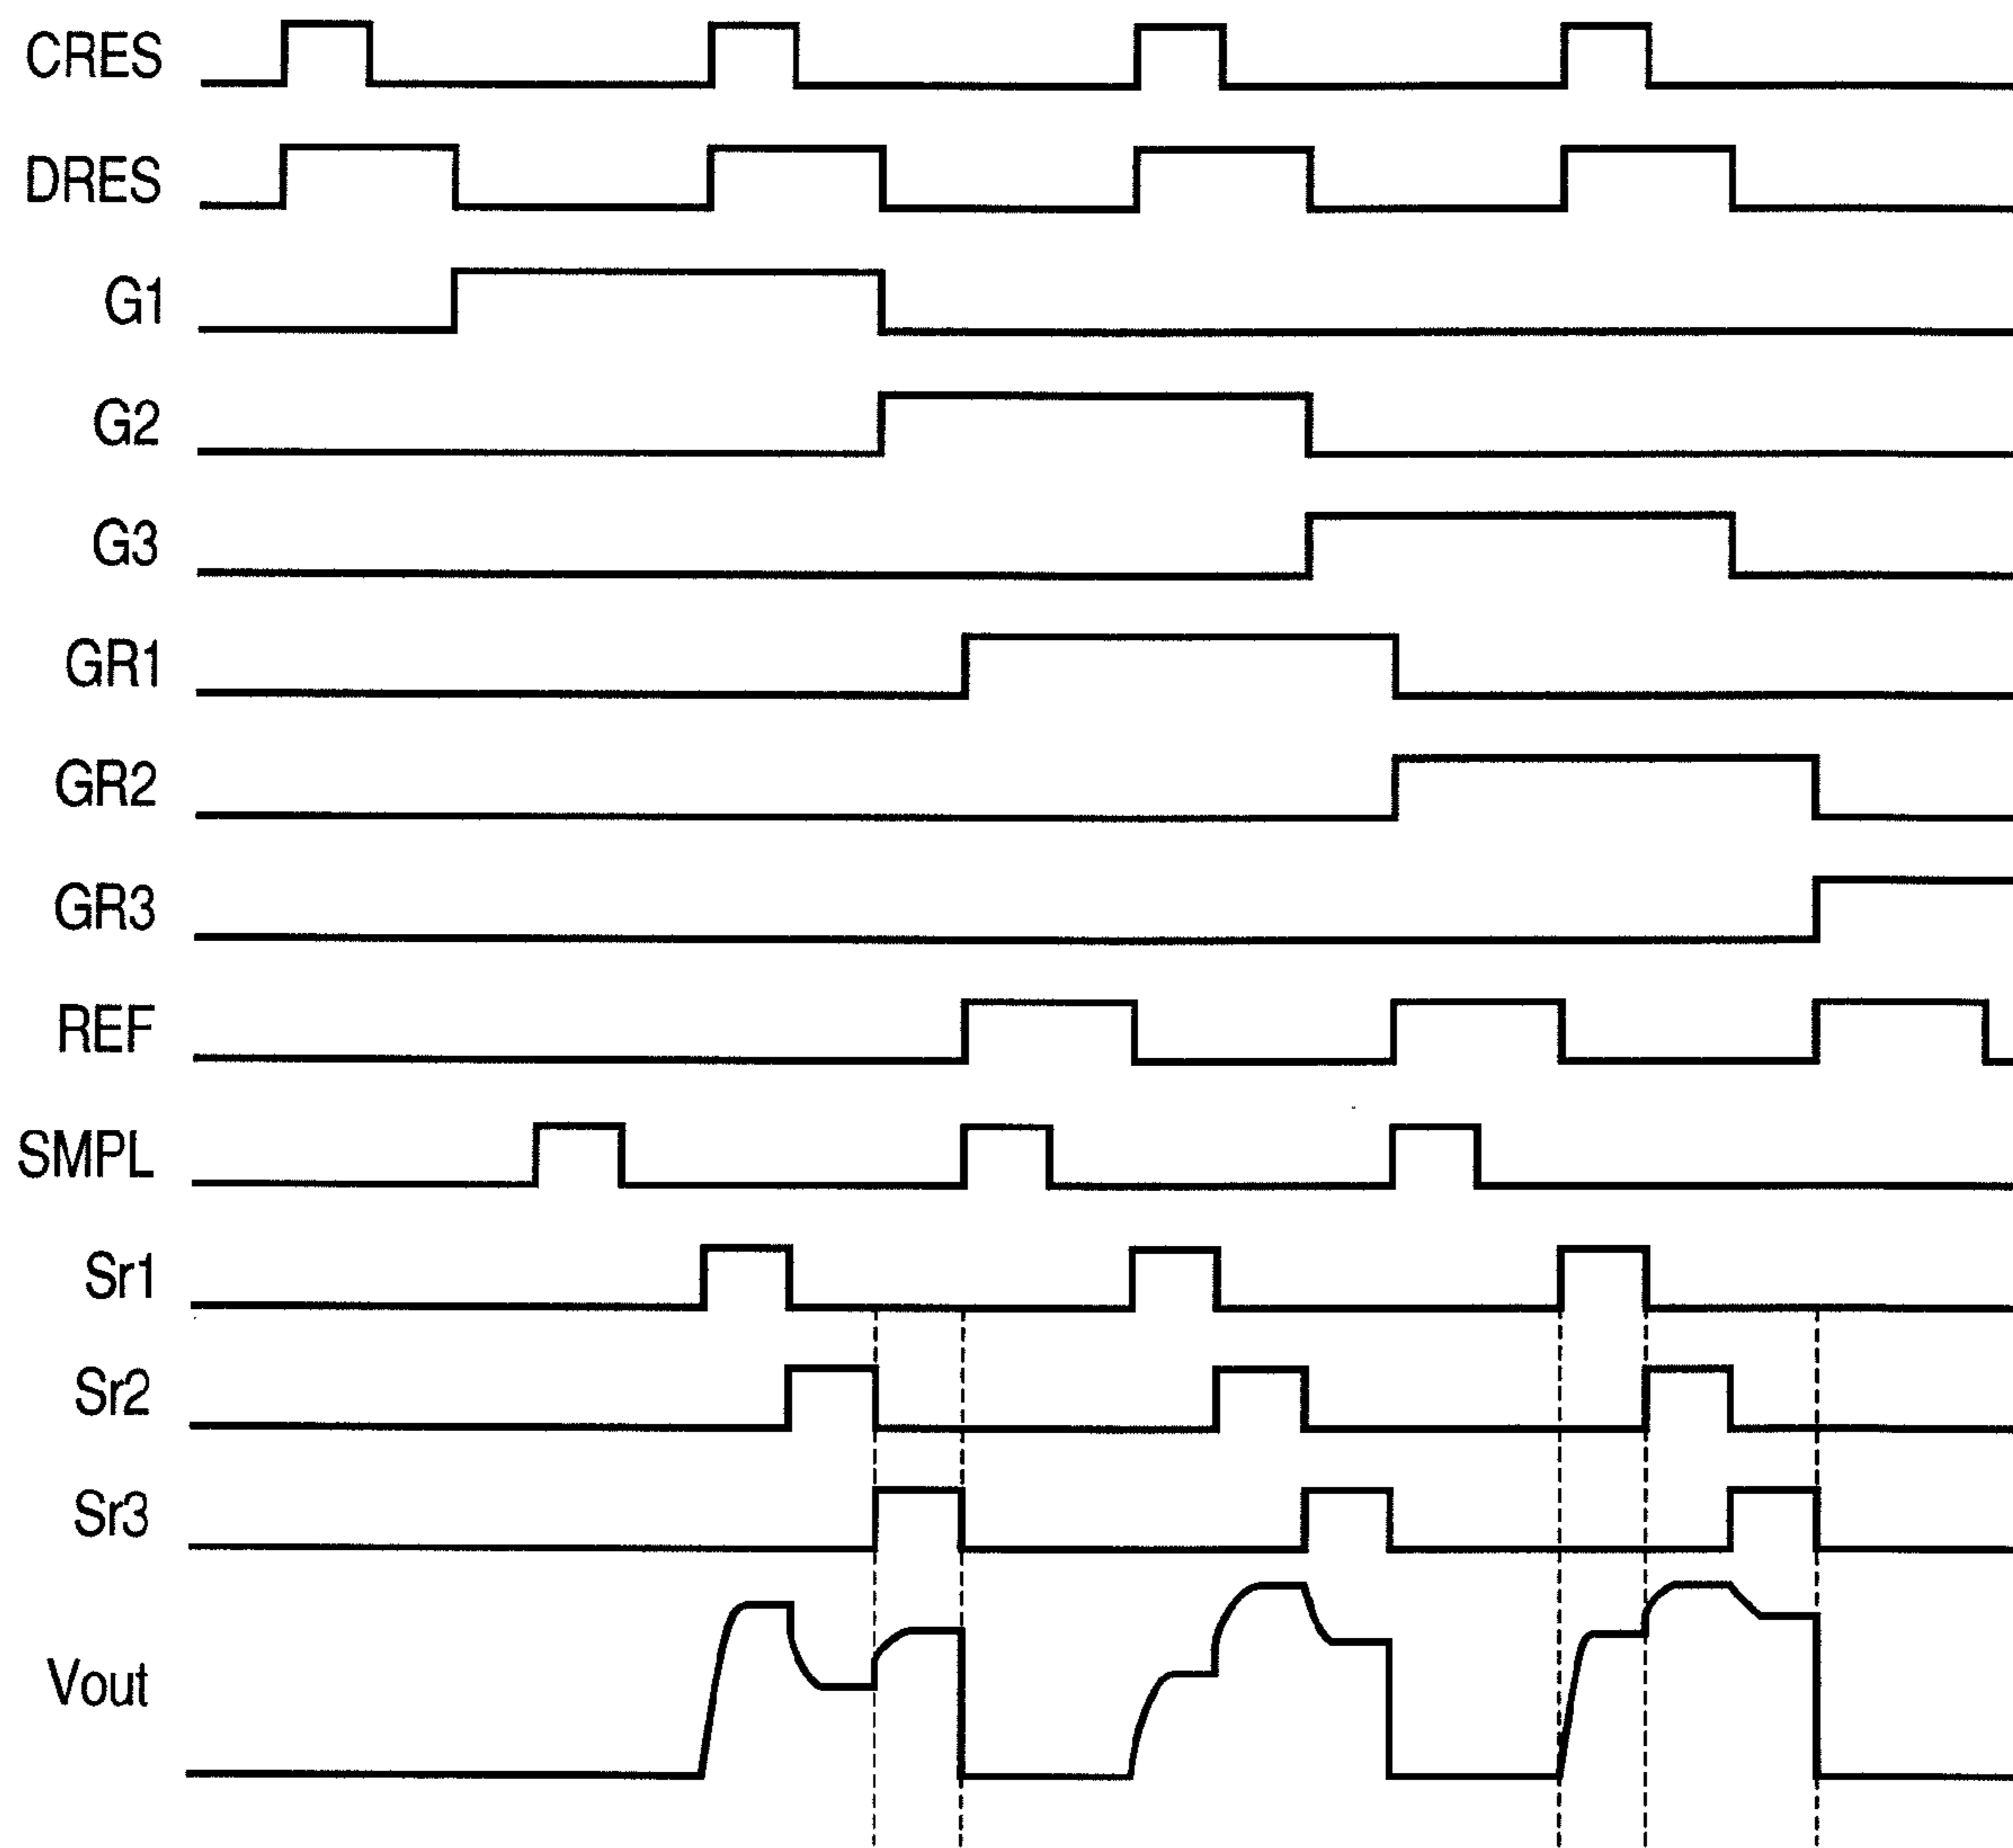 CRES
DRES
G1
G2
G3
GR1
GR2
GR3
REF
SMPL
Sr1
Sr2
Sr3
Vout